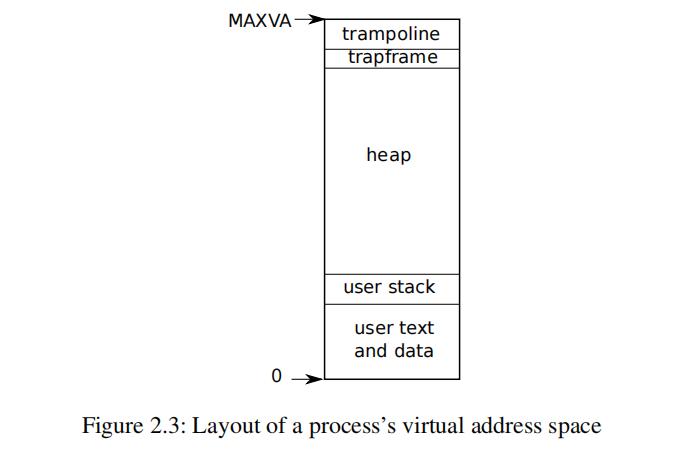 MAXVA
trampoline
trapframe
heap
user stack
user text
and data
0
Figure 2.3: Layout of a process’s virtual address space